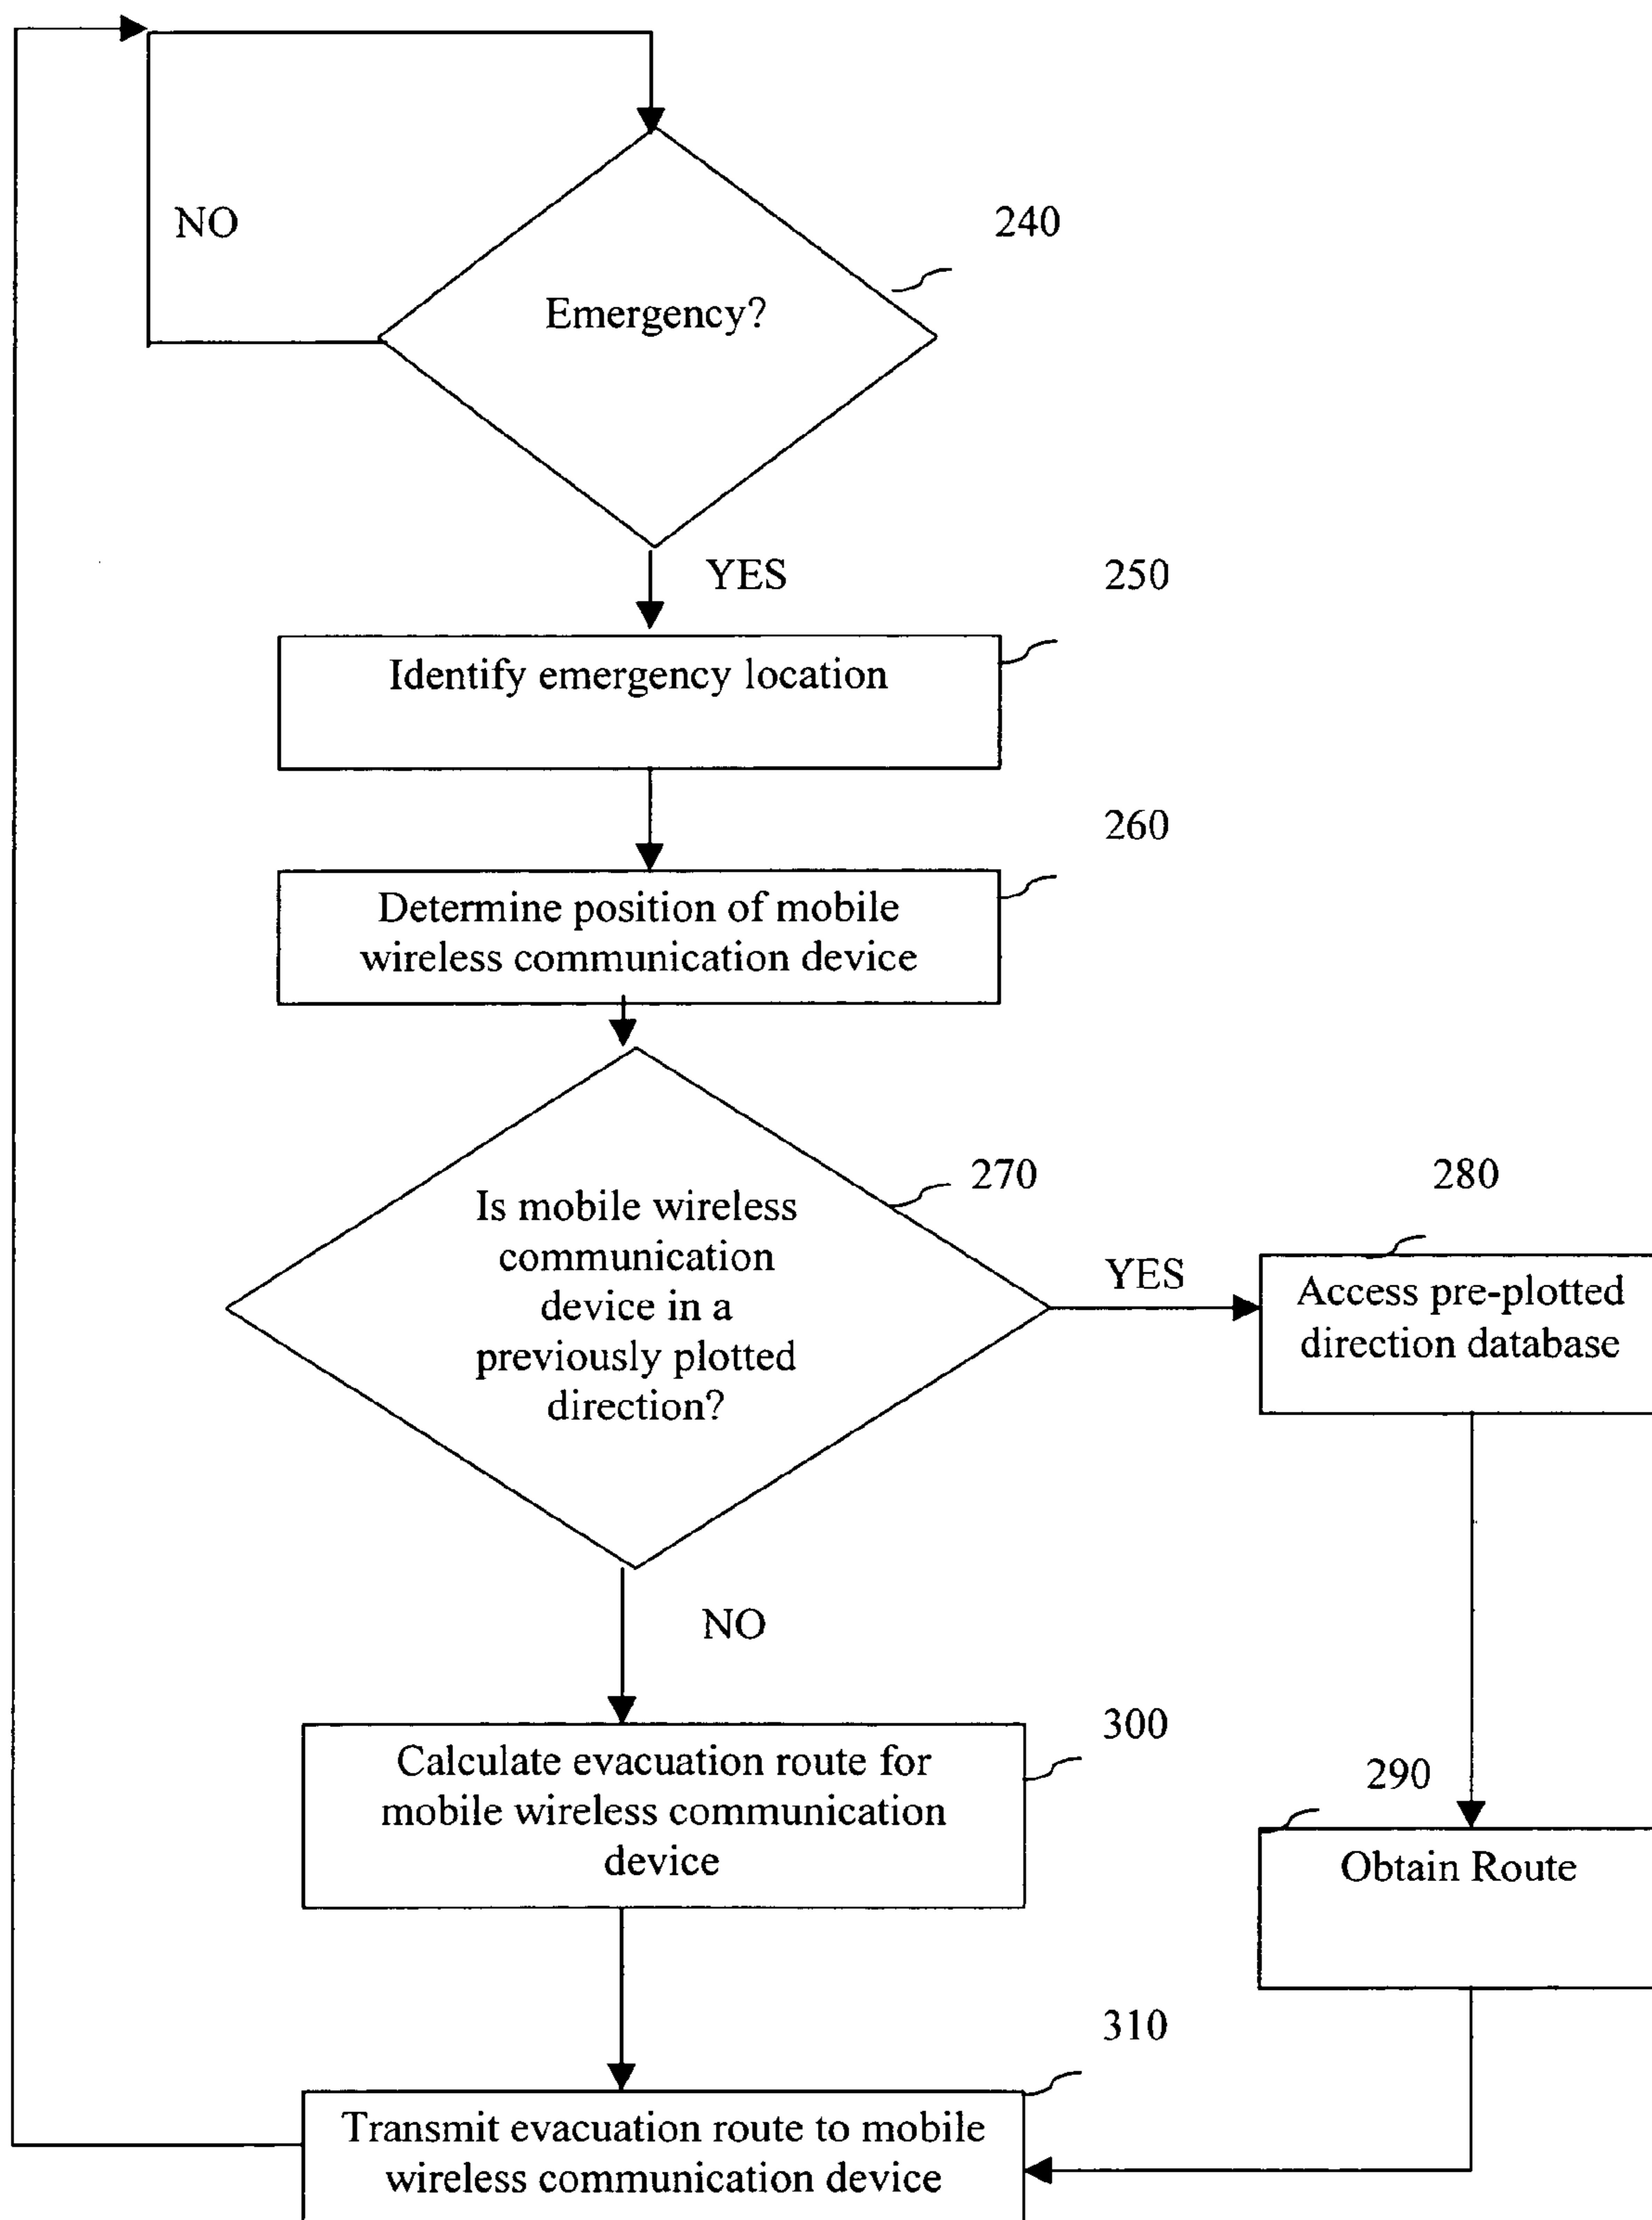 NO
240
Emergency?
YES
250
Identify emergency location
260
Determine position of mobile
wireless communication device
270
Is mobile wireless
communication
device in a
previously plotted
direction?
YES
280
Access pre-plotted
direction database
NO
300
Calculate evacuation route for
mobile wireless communication
device
290
Obtain Route
310
Transmit evacuation route to mobile
wireless communication device